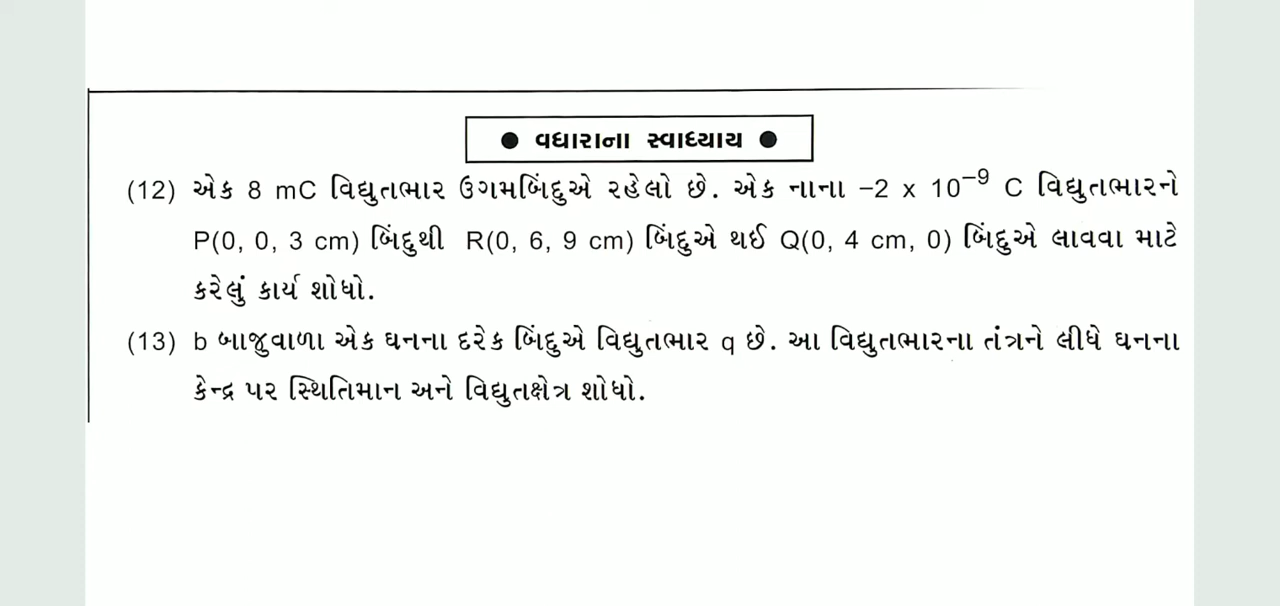 ● વધારાના સ્વાધ્યાય ●
(12) એક 8 mC વિદ્યુતભાર ઉગમબિંદુએ રહેલો છે. એક નાના –2 x 10⁻⁹ C વિદ્યુતભારને
P(0, 0, 3 cm) બિંદુથી R(0, 6, 9 cm) બિંદુએ થઈ Q(0, 4 cm, 0) બિંદુએ લાવવા માટે
કરેલું કાર્ય શોધો.
(13) b બાજુવાળા એક ઘનના દરેક બિંદુએ વિદ્યુતભાર q છે. આ વિદ્યુતભારના તંત્રને લીધે ઘનના
કેન્દ્ર પર સ્થિતિમાન અને વિદ્યુતક્ષેત્ર શોધો.